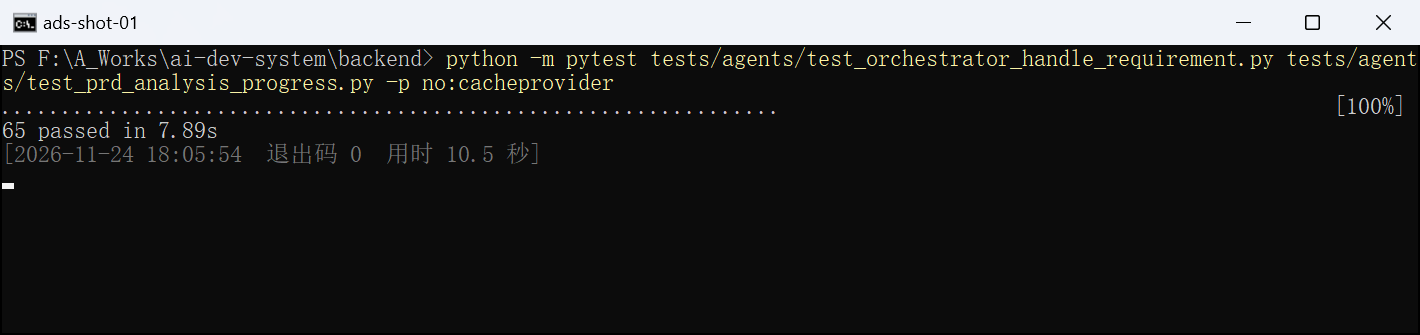 ads-shot-01
PS F:\A_Works\ai-dev-system\backend> python -m pytest tests/agents/test_orchestrator_handle_requirement.py tests/agent
s/test_prd_analysis_progress.py -p no:cacheprovider
................................................................. [100%]
65 passed in 7.89s
[2026-11-24 18:05:54  退出码 0  用时 10.5 秒]